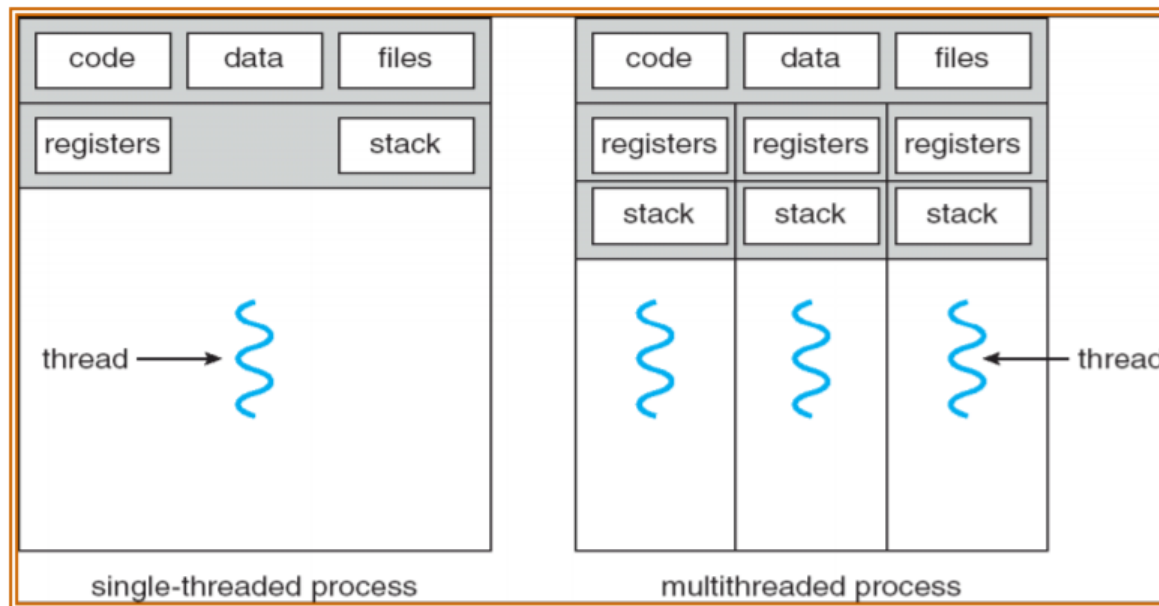 code data files code data files
registers stack registers registers registers
stack stack stack
thread thread
single-threaded process multithreaded process